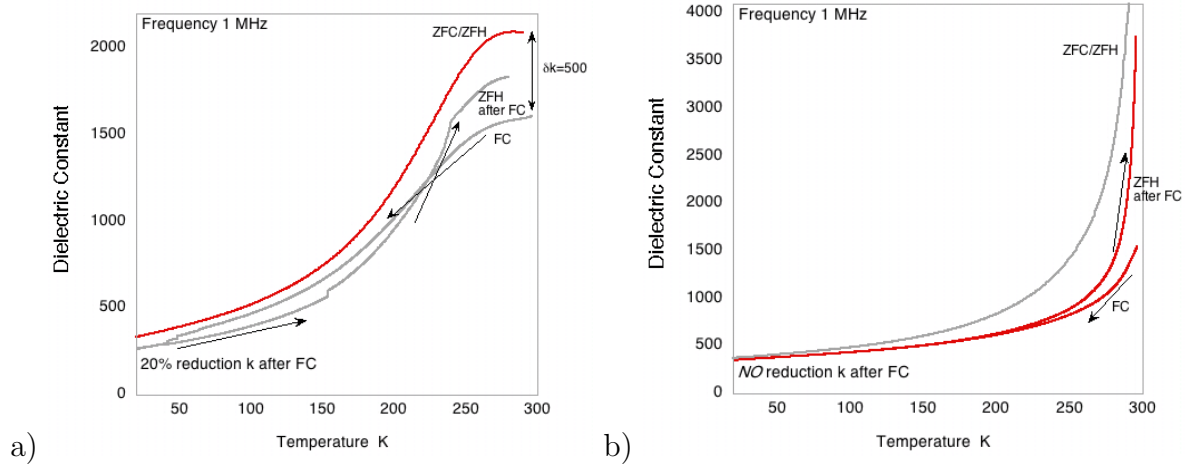 Frequency 1 MHz
2000
1500
1000
500
0
Dielectric Constant
ZFC/ZFH
δk=500
ZFH
after FC
FC
20% reduction k after FC
50
100
150
200
250
300
Temperature K
a)
Frequency 1 MHz
4000
3500
3000
2500
2000
1500
1000
500
0
Dielectric Constant
ZFC/ZFH
ZFH
after FC
FC
NO reduction k after FC
50
100
150
200
250
300
Temperature K
b)